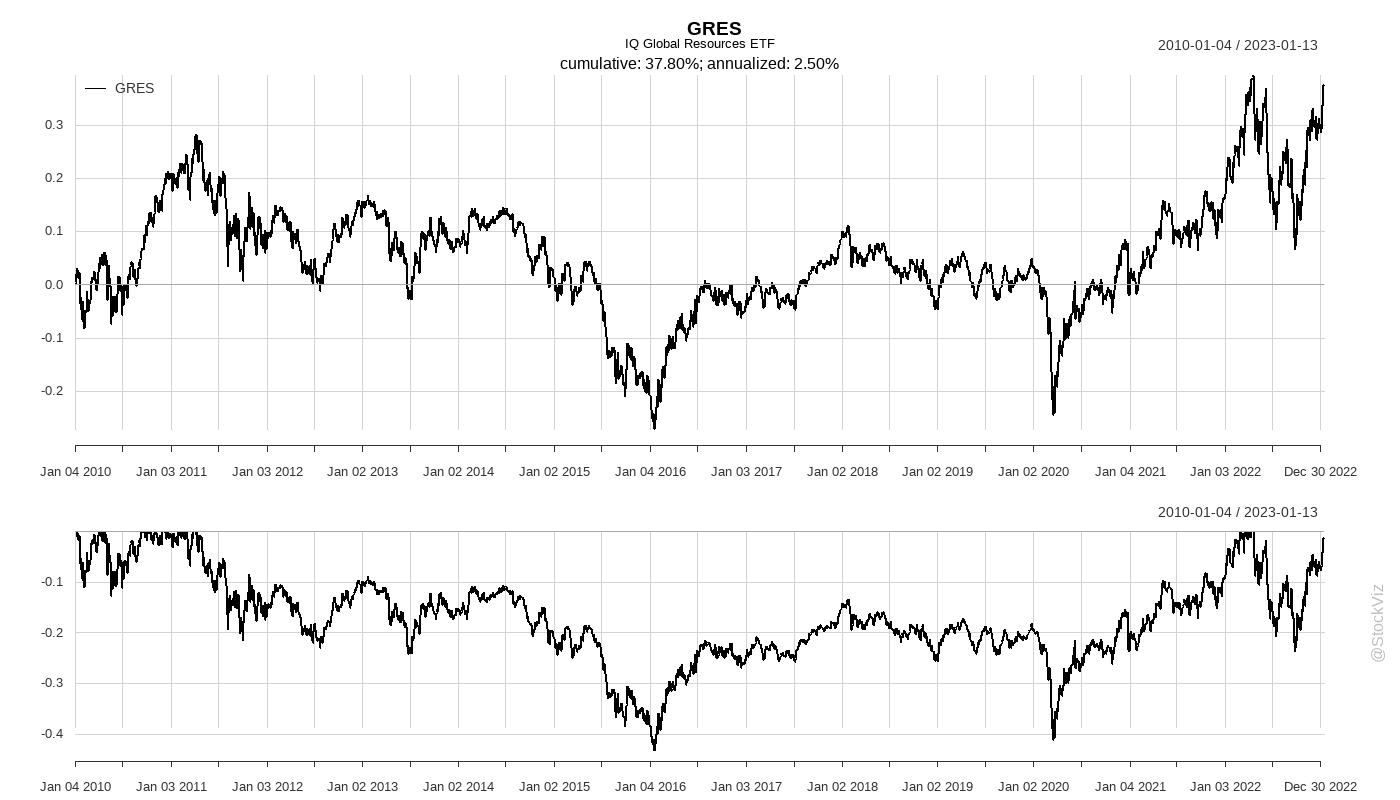 GRES
IQ Global Resources ETF
cumulative: 37.80%; annualized: 2.50%
2010-01-04 / 2023-01-13
GRES
0.3
0.2
0.1
0.0
-0.1
-0.2
Jan 04 2010 Jan 03 2011 Jan 03 2012 Jan 02 2013 Jan 02 2014 Jan 02 2015 Jan 04 2016 Jan 03 2017 Jan 02 2018 Jan 02 2019 Jan 02 2020 Jan 04 2021 Jan 03 2022 Dec 30 2022
2010-01-04 / 2023-01-13
-0.1
-0.2
-0.3
-0.4
Jan 04 2010 Jan 03 2011 Jan 03 2012 Jan 02 2013 Jan 02 2014 Jan 02 2015 Jan 04 2016 Jan 03 2017 Jan 02 2018 Jan 02 2019 Jan 02 2020 Jan 04 2021 Jan 03 2022 Dec 30 2022
@StockViz